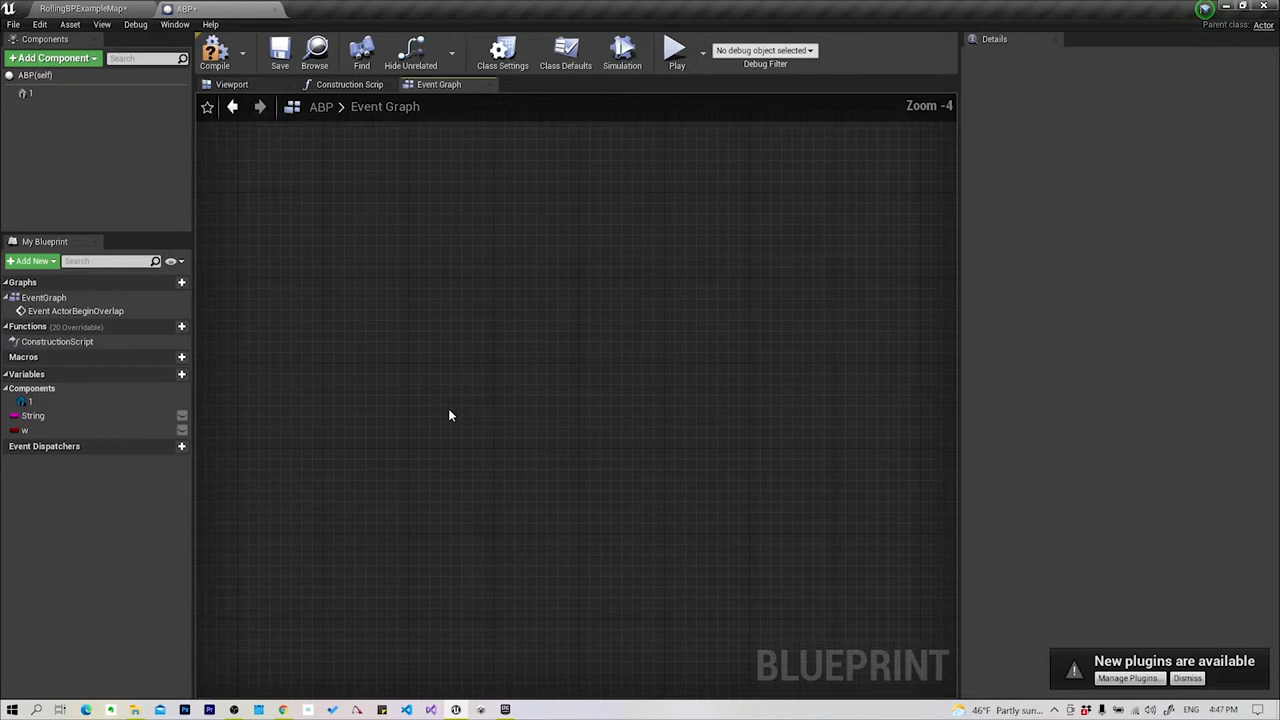 RollingBPExampleMap*
ABP*
File Edit Asset View Debug Window Help
Parent class: Actor
Components
+Add Component
Search
ABP(self)
1
Compile
Save
Browse
Find
Hide Unrelated
Class Settings
Class Defaults
Simulation
Play
No debug object selected
Debug Filter
Details
Viewport
Construction Scrip
Event Graph
ABP > Event Graph
Zoom -4
My Blueprint
+Add New
Search
Graphs
EventGraph
Event ActorBeginOverlap
Functions (20 Overridable)
ConstructionScript
Macros
Variables
Components
1
String
w
Event Dispatchers
BLUEPRINT
New plugins are available
Manage Plugins...
Dismiss
46°F Partly sun...
ENG
4:47 PM